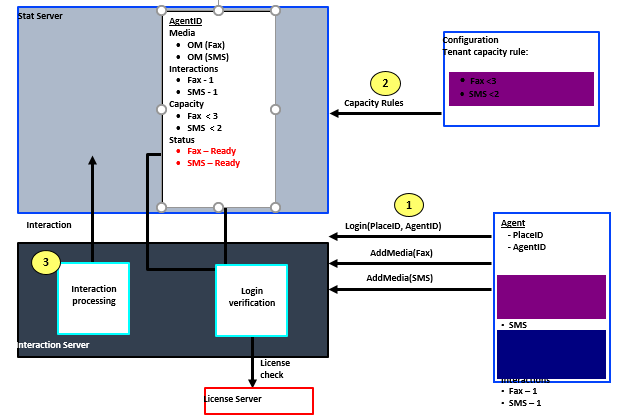 Stat Server
AgentID
Media
• OM (Fax)
• OM (SMS)
Interactions
• Fax - 1
• SMS - 1
Capacity
• Fax < 3
• SMS < 2
Status
• Fax – Ready
• SMS – Ready
Configuration
Tenant capacity rule:
• Fax <3
• SMS <2
2
Capacity Rules
1
Login(PlaceID, AgentID)
AddMedia(Fax)
AddMedia(SMS)
Agent
- PlaceID
- AgentID
• SMS
Interactions
• Fax – 1
• SMS – 1
Interaction
3
Interaction
processing
Login
verification
Interaction Server
License
check
License Server